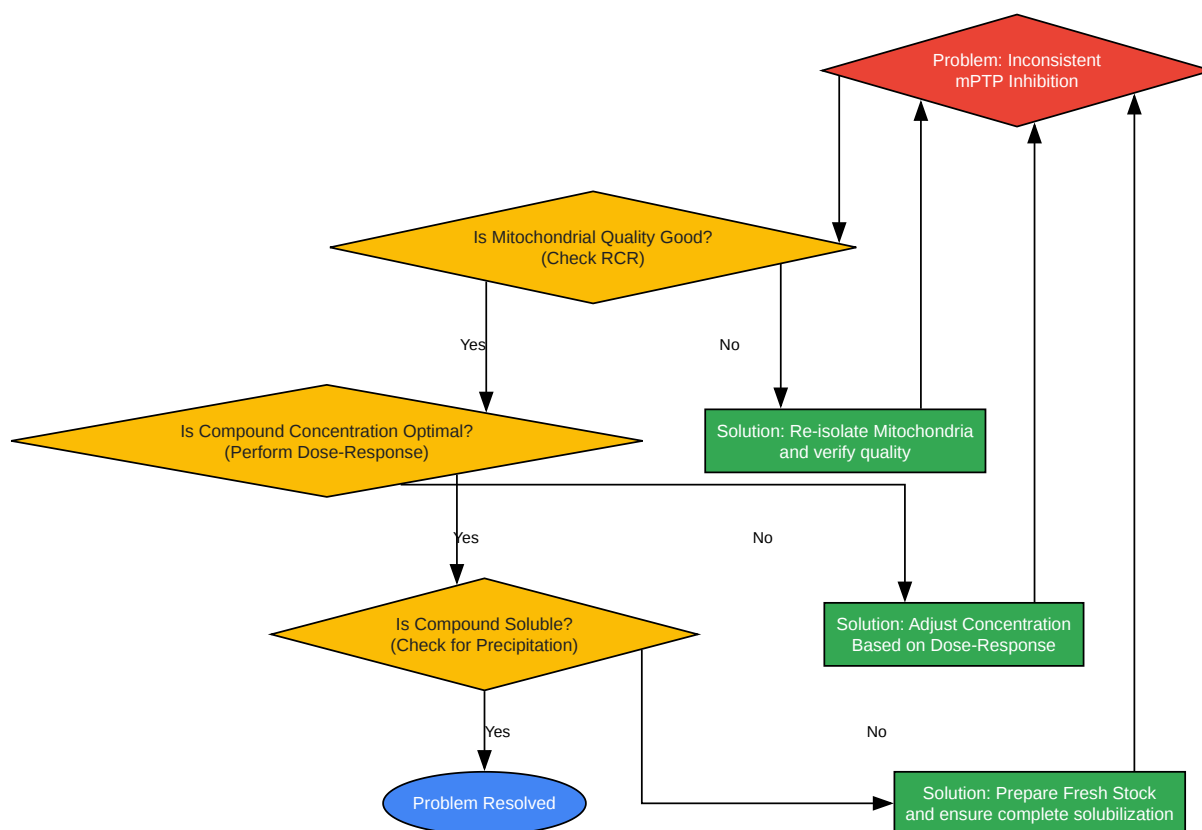 Problem: Inconsistent
mPTP Inhibition
Is Mitochondrial Quality Good?
(Check RCR)
Yes
No
Is Compound Concentration Optimal?
(Perform Dose-Response)
Solution: Re-isolate Mitochondria
and verify quality
Yes
No
Is Compound Soluble?
(Check for Precipitation)
Solution: Adjust Concentration
Based on Dose-Response
Yes
No
Problem Resolved
Solution: Prepare Fresh Stock
and ensure complete solubilization